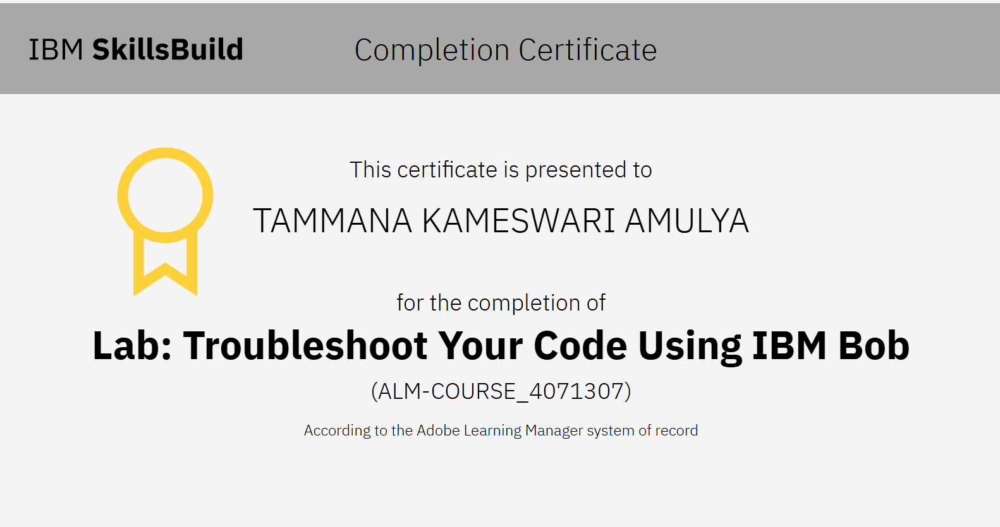 IBM SkillsBuild
Completion Certificate
This certificate is presented to
TAMMANA KAMESWARI AMULYA
for the completion of
Lab: Troubleshoot Your Code Using IBM Bob
(ALM-COURSE_4071307)
According to the Adobe Learning Manager system of record